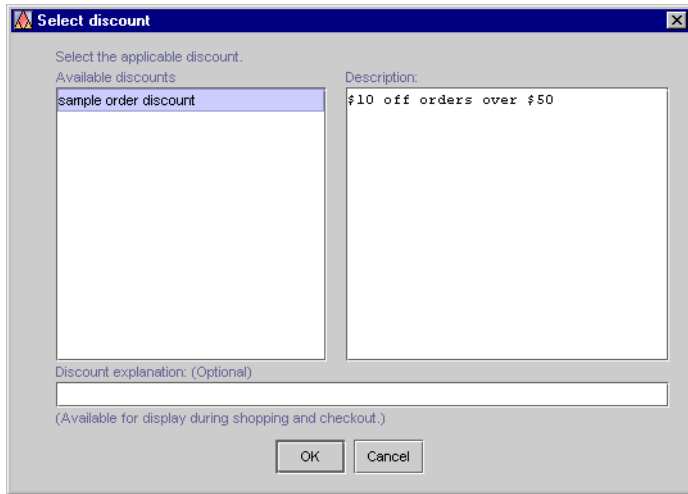 Select discount
Select the applicable discount.
Available discounts
Description:
sample order discount
$10 off orders over $50
Discount explanation: (Optional)
(Available for display during shopping and checkout.)
OK
Cancel